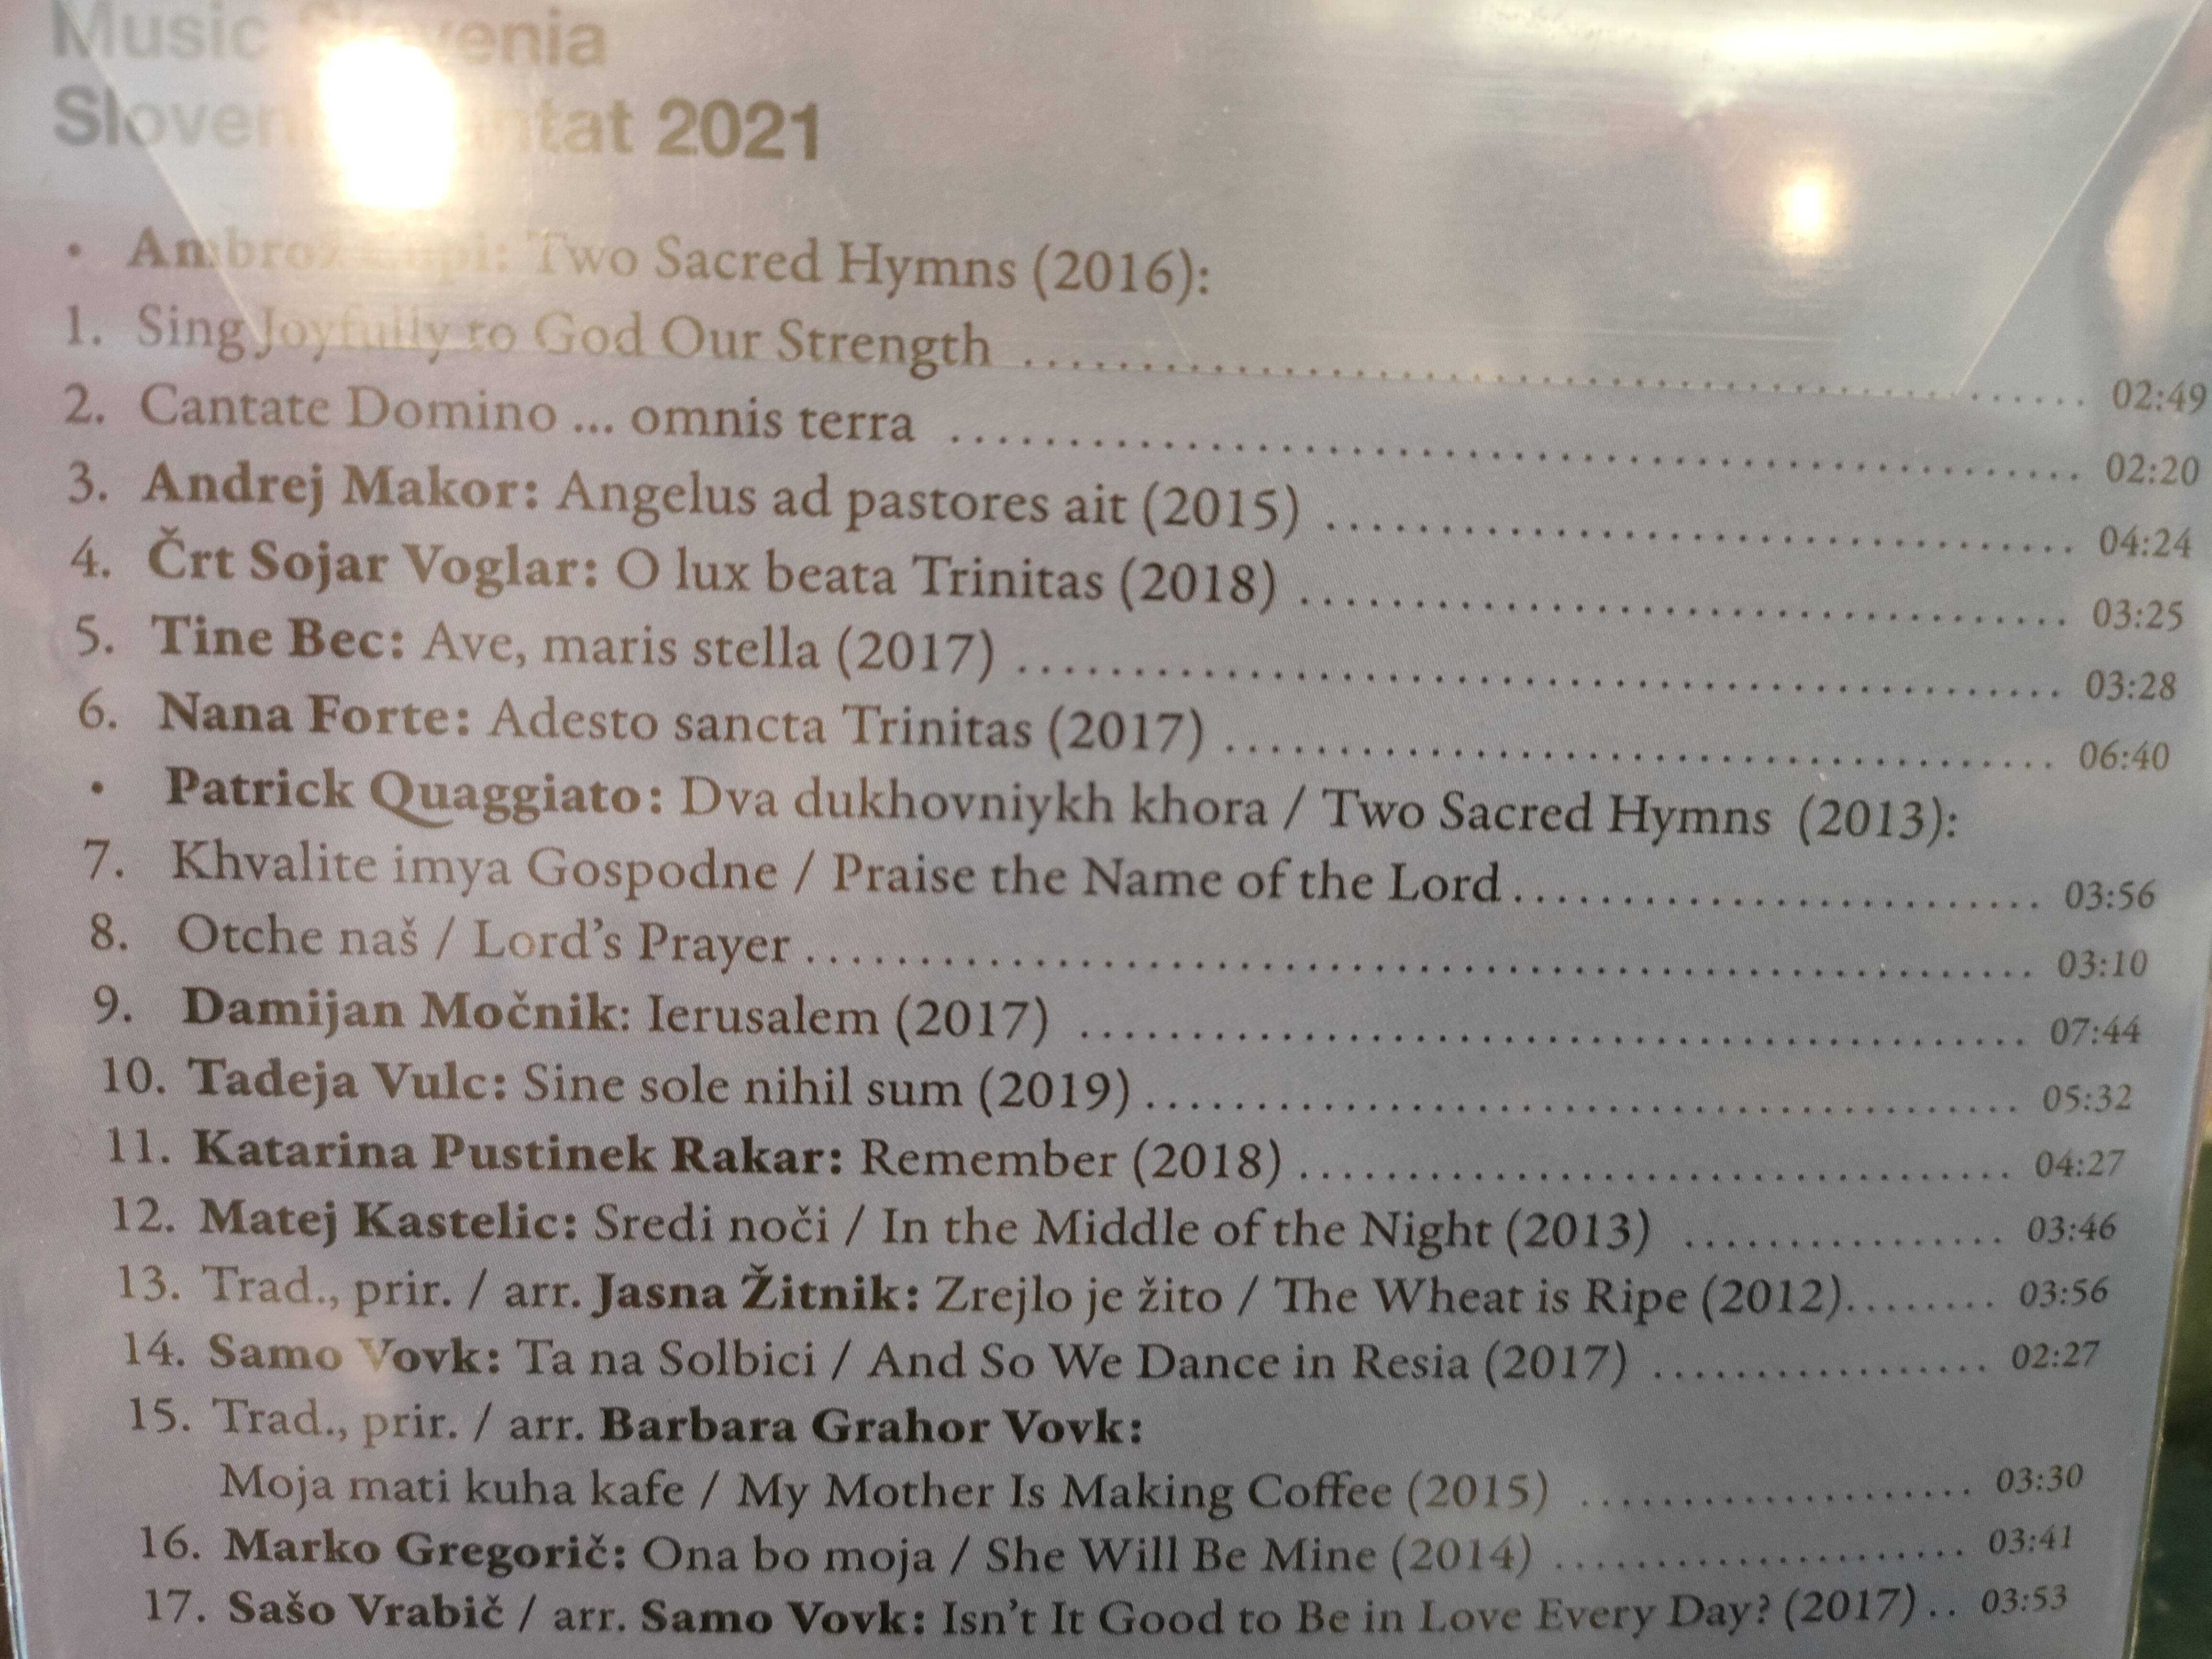 Music Slovenia
2021
Ambrož Čopi: Two Sacred Hymns (2016):
1. Sing Joyfully to God Our Strength 02:49
2. Cantate Domino ... omnis terra 02:20
3. Andrej Makor: Angelus ad pastores ait (2015) 04:24
4. Črt Sojar Voglar: O lux beata Trinitas (2018) 03:25
5. Tine Bec: Ave, maris stella (2017) 03:28
6. Nana Forte: Adesto sancta Trinitas (2017) 06:40
• Patrick Quaggiato: Dva dukhovniykh khora / Two Sacred Hymns (2013):
7. Khvalite imya Gospodne / Praise the Name of the Lord 03:56
8. Otche naš / Lord's Prayer 03:10
9. Damijan Močnik: Ierusalem (2017) 07:44
10. Tadeja Vulc: Sine sole nihil sum (2019) 05:32
11. Katarina Pustinek Rakar: Remember (2018) 04:27
12. Matej Kastelic: Sredi noči / In the Middle of the Night (2013) 03:46
13. Trad., prir. / arr. Jasna Žitnik: Zrejlo je žito / The Wheat is Ripe (2012) 03:56
14. Samo Vovk: Ta na Solbici / And So We Dance in Resia (2017) 02:27
15. Trad., prir. / arr. Barbara Grahor Vovk:
Moja mati kuha kafe / My Mother Is Making Coffee (2015) 03:30
16. Marko Gregorič: Ona bo moja / She Will Be Mine (2014) 03:41
17. Sašo Vrabič / arr. Samo Vovk: Isn't It Good to Be in Love Every Day? (2017) 03:53